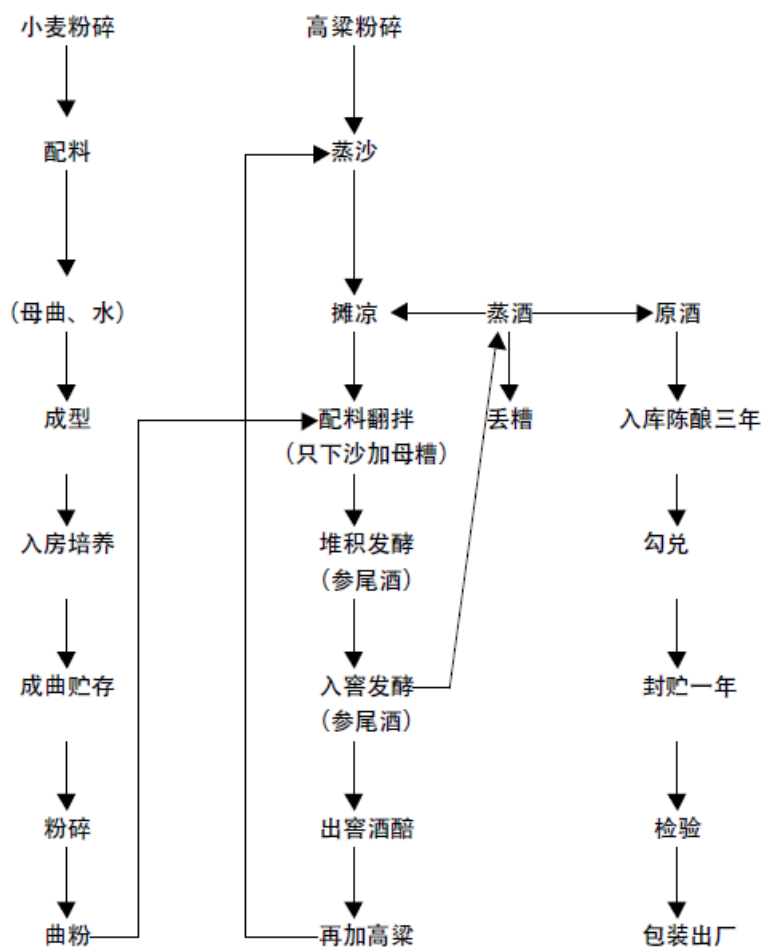 小麦粉碎
高粱粉碎
配料
蒸沙
（母曲、水）
摊凉
蒸酒
原酒
成型
配料翻拌
（只下沙加母糟）
丢糟
入库陈酿三年
入房培养
堆积发酵
（参尾酒）
勾兑
成曲贮存
入窖发酵
（参尾酒）
封贮一年
粉碎
出窖酒醅
检验
曲粉
再加高粱
包装出厂